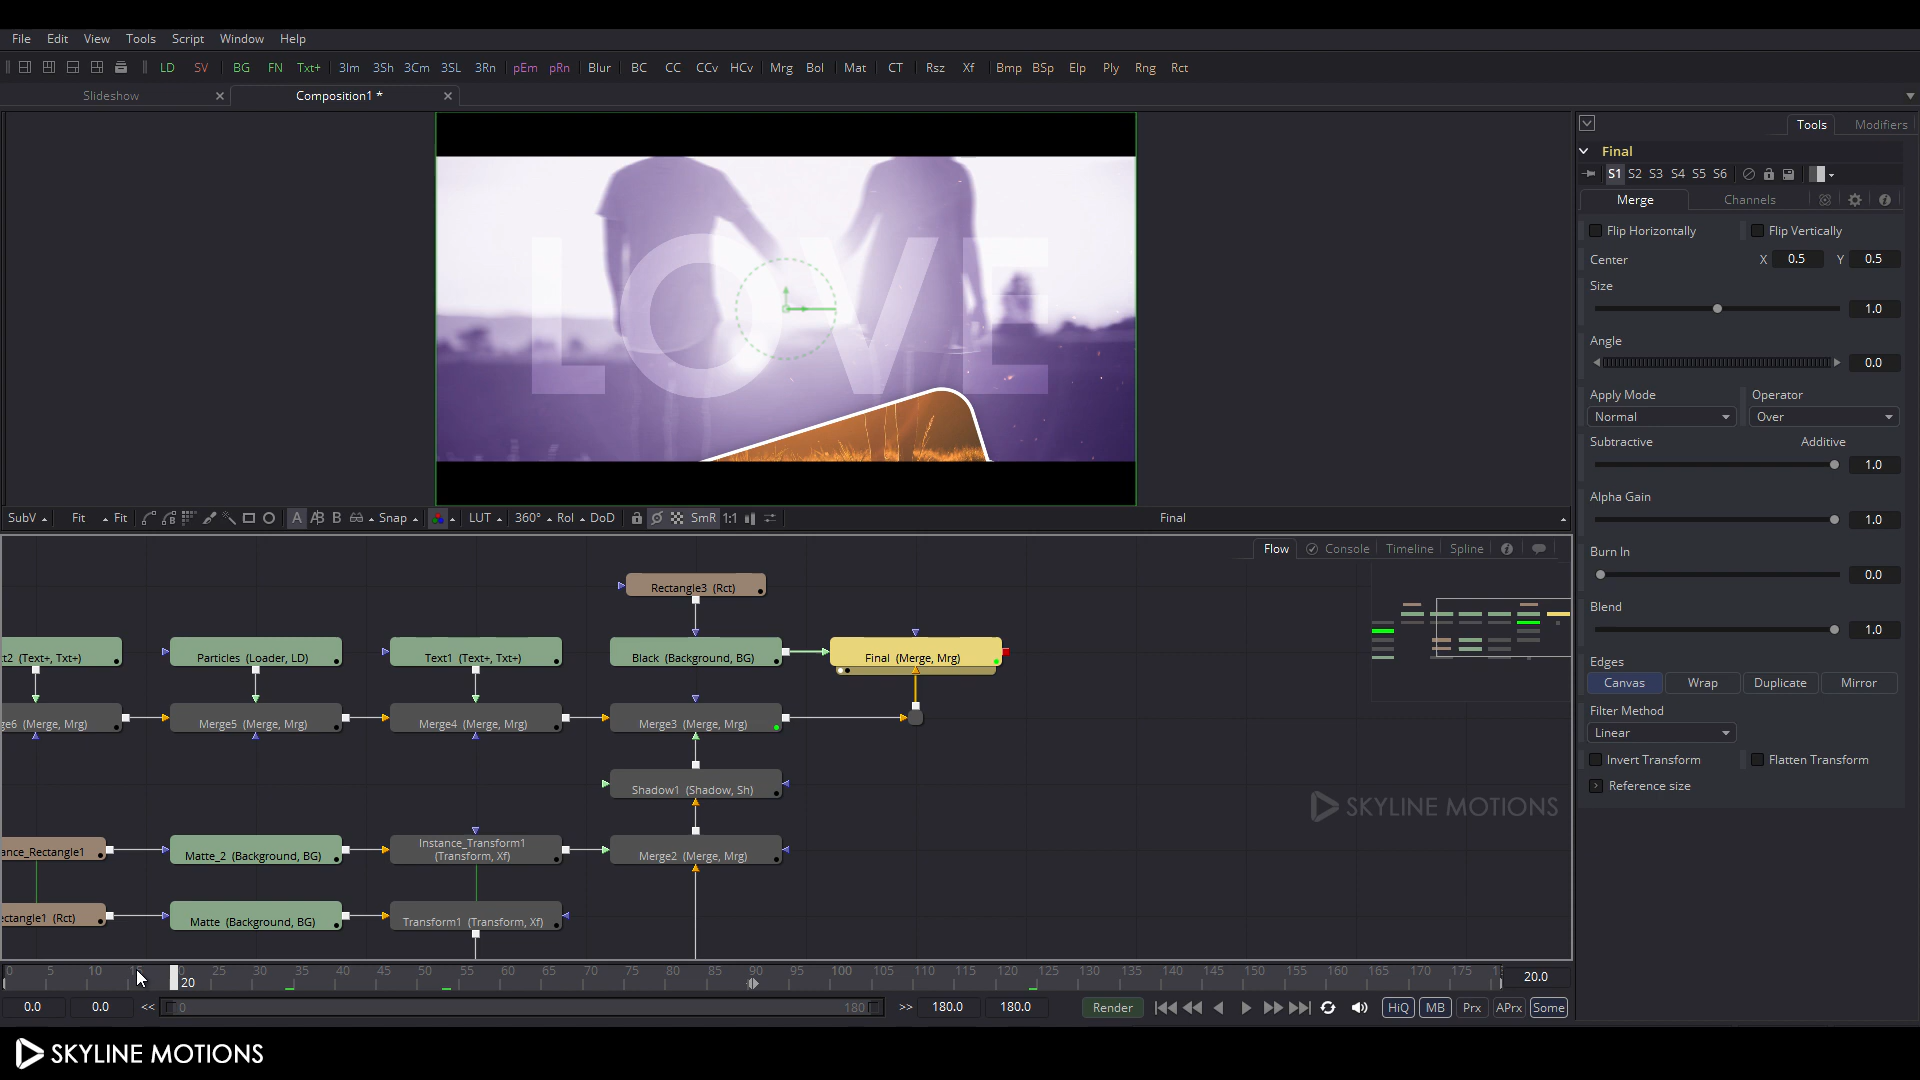 File Edit View Tools Script Window Help
LD SV BG FN Txt+ 3Im 3Sh 3Cm 3SL 3Rn pEm pRn Blur BC CC CCv HCv Mrg Bol Mat CT Rsz Xf Bmp BSp Elp Ply Rng Rct
Slideshow Composition1 *
Tools Modifiers
Final
S1 S2 S3 S4 S5 S6
Merge Channels
Flip Horizontally Flip Vertically
Center X 0.5 Y 0.5
Size
1.0
Angle
0.0
Apply Mode Operator
Normal Over
Subtractive Additive
1.0
Alpha Gain
1.0
Burn In
0.0
Blend
1.0
Edges
Canvas Wrap Duplicate Mirror
Filter Method
Linear
Invert Transform Flatten Transform
Reference size
LOVE
SubV Fit Fit A B Snap LUT 360° RoI DoD SmR 1:1 Final
Flow Console Timeline Spline
Rectangle3 (Rct)
t2 (Text+, Txt+) Particles (Loader, LD) Text1 (Text+, Txt+) Black (Background, BG) Final (Merge, Mrg)
ge6 (Merge, Mrg) Merge5 (Merge, Mrg) Merge4 (Merge, Mrg) Merge3 (Merge, Mrg)
Shadow1 (Shadow, Sh)
SKYLINE MOTIONS
ance_Rectangle1 Matte_2 (Background, BG) Instance_Transform1 (Transform, Xf) Merge2 (Merge, Mrg)
ectangle1 (Rct) Matte (Background, BG) Transform1 (Transform, Xf)
0 5 10 15 20 25 30 35 40 45 50 55 60 65 70 75 80 85 90 95 100 105 110 115 120 125 130 135 140 145 150 155 160 165 170 175 20.0
0.0 0.0 << 0 180 >> 180.0 180.0 Render HiQ MB Prx APrx Some
SKYLINE MOTIONS